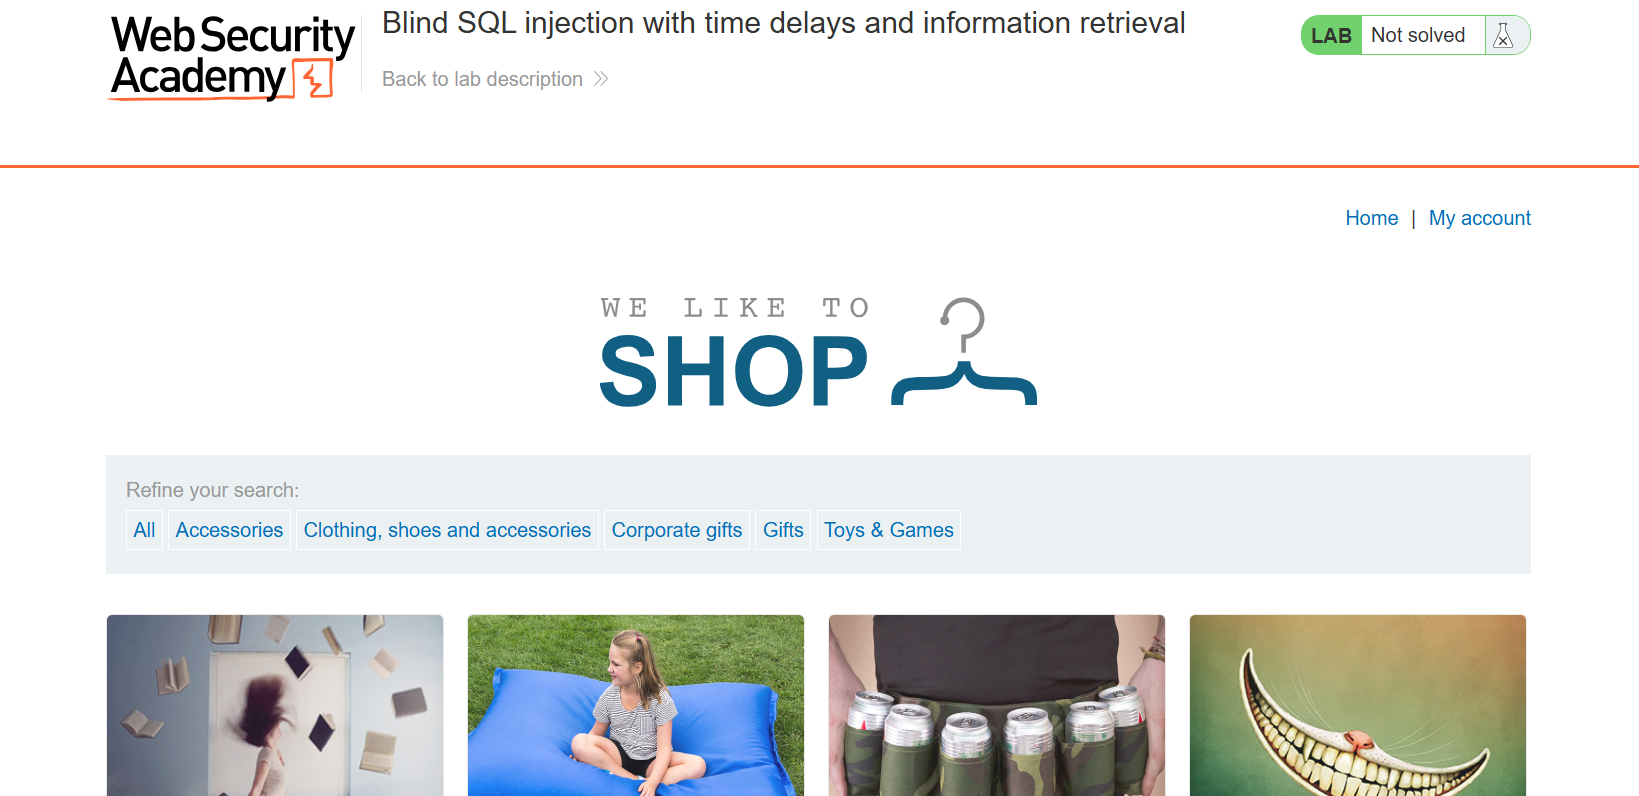 Web Security
Academy
Blind SQL injection with time delays and information retrieval
Back to lab description
LAB Not solved
Home | My account
WE LIKE TO
SHOP
Refine your search:
All Accessories Clothing, shoes and accessories Corporate gifts Gifts Toys & Games